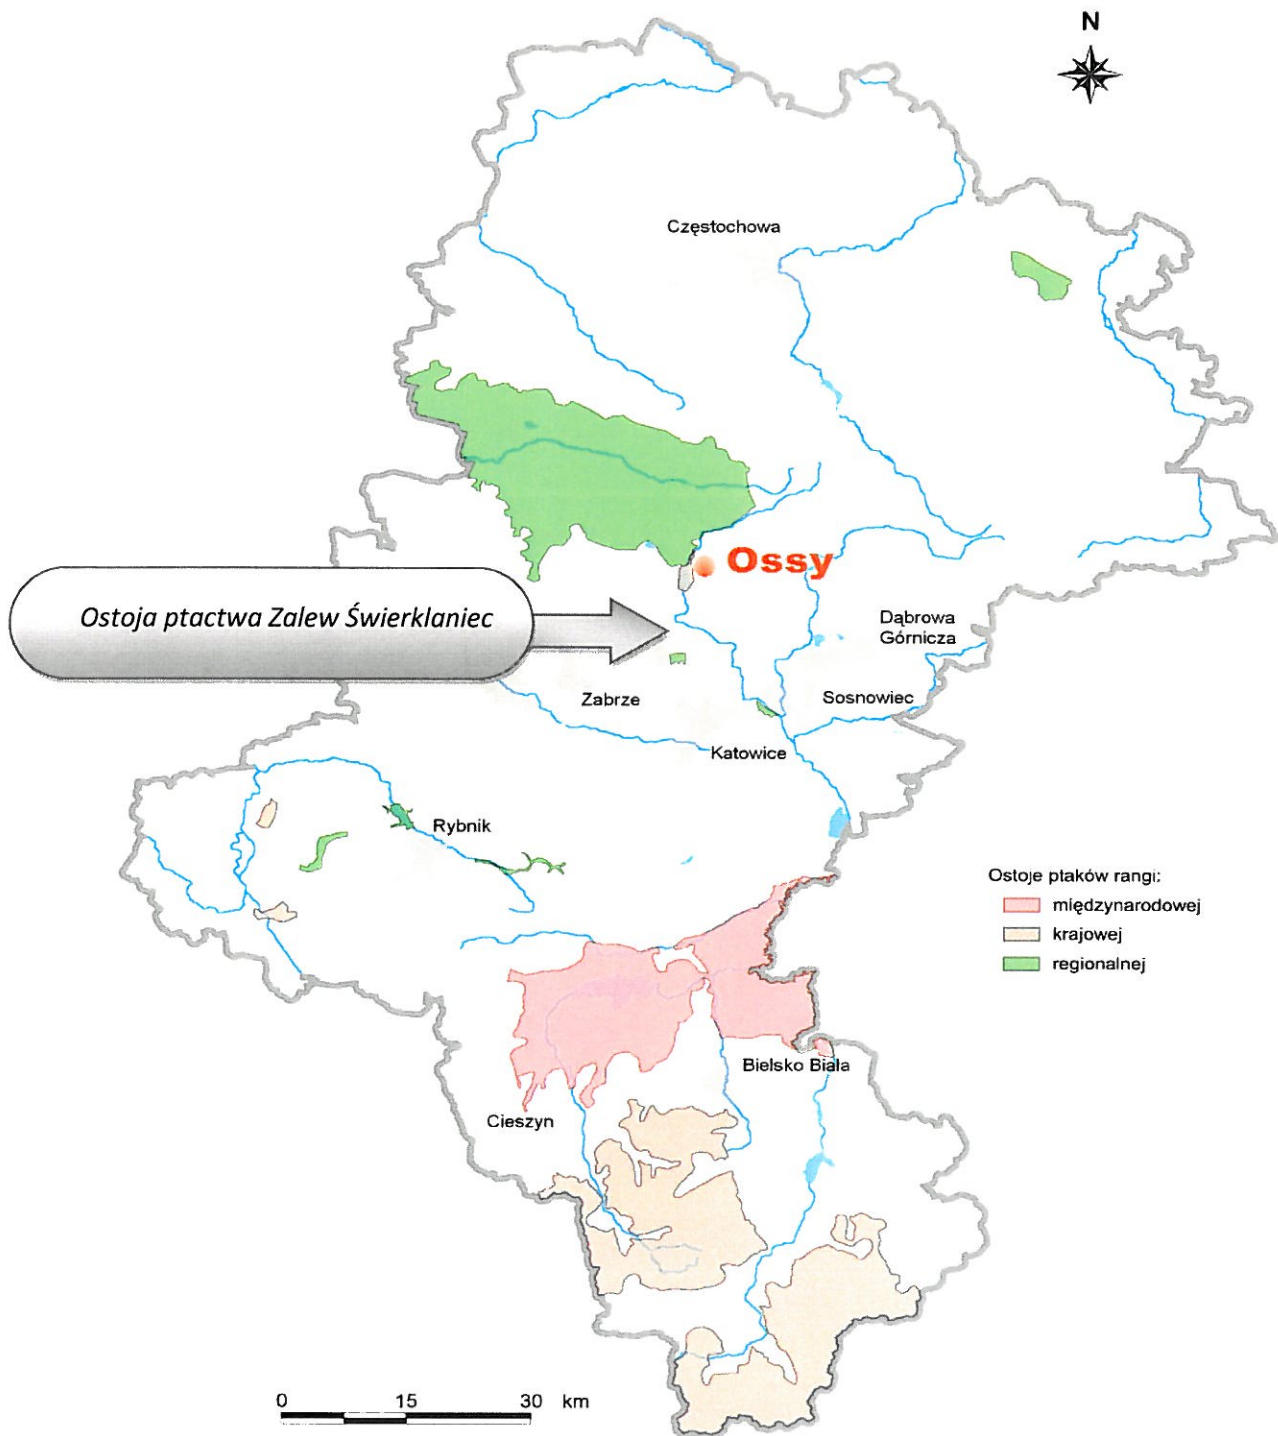 N
Częstochowa
Ossy
Ostoja ptactwa Zalew Świerklaniec
Dąbrowa
Górnicza
Zabrze
Sosnowiec
Katowice
Rybnik
Ostoje ptaków rangi:
międzynarodowej
krajowej
regionalnej
Bielsko Biala
Cieszyn
0 15 30 km